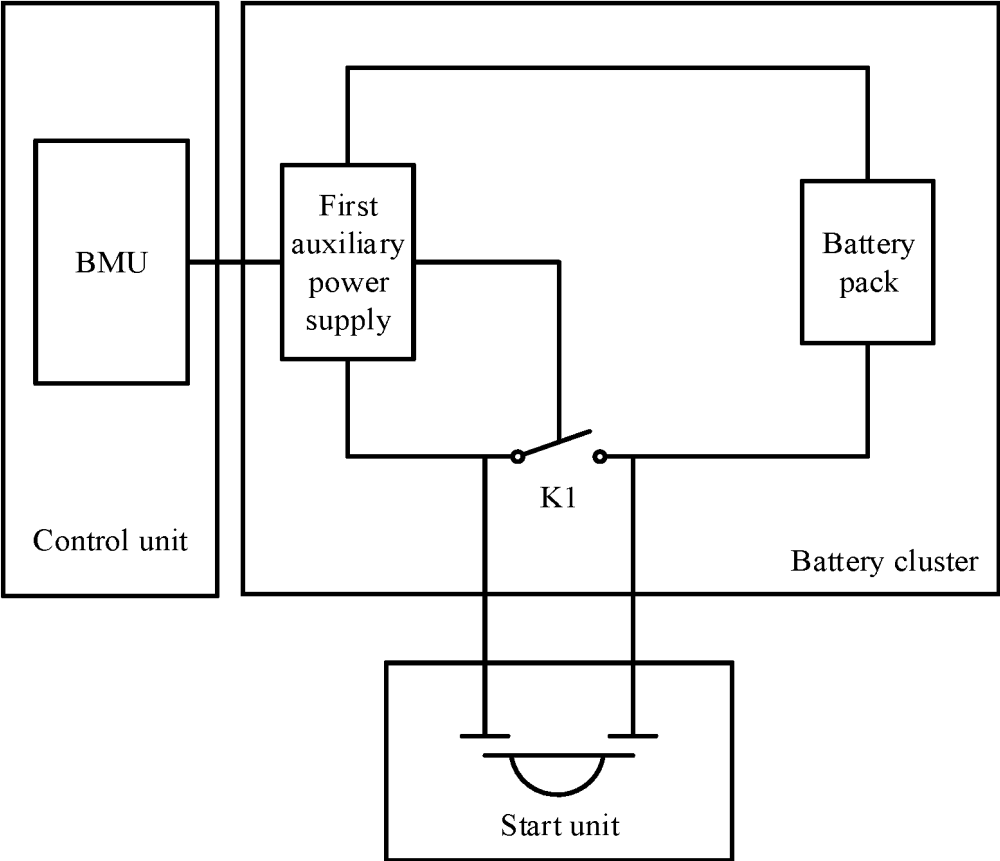 BMU
First
auxiliary
power
supply
Battery
pack
K1
Control unit
Battery cluster
Start unit